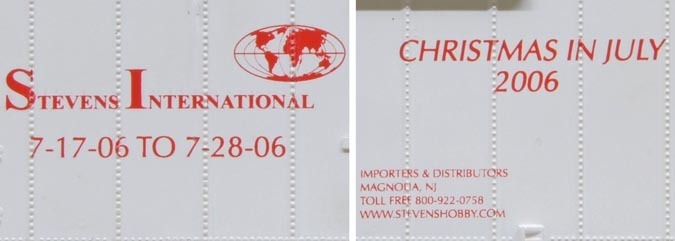 STEVENS INTERNATIONAL
7-17-06 TO 7-28-06
CHRISTMAS IN JULY
2006
IMPORTERS & DISTRIBUTORS
MAGNOLIA, NJ
TOLL FREE 800-922-0758
WWW.STEVENSHOBBY.COM